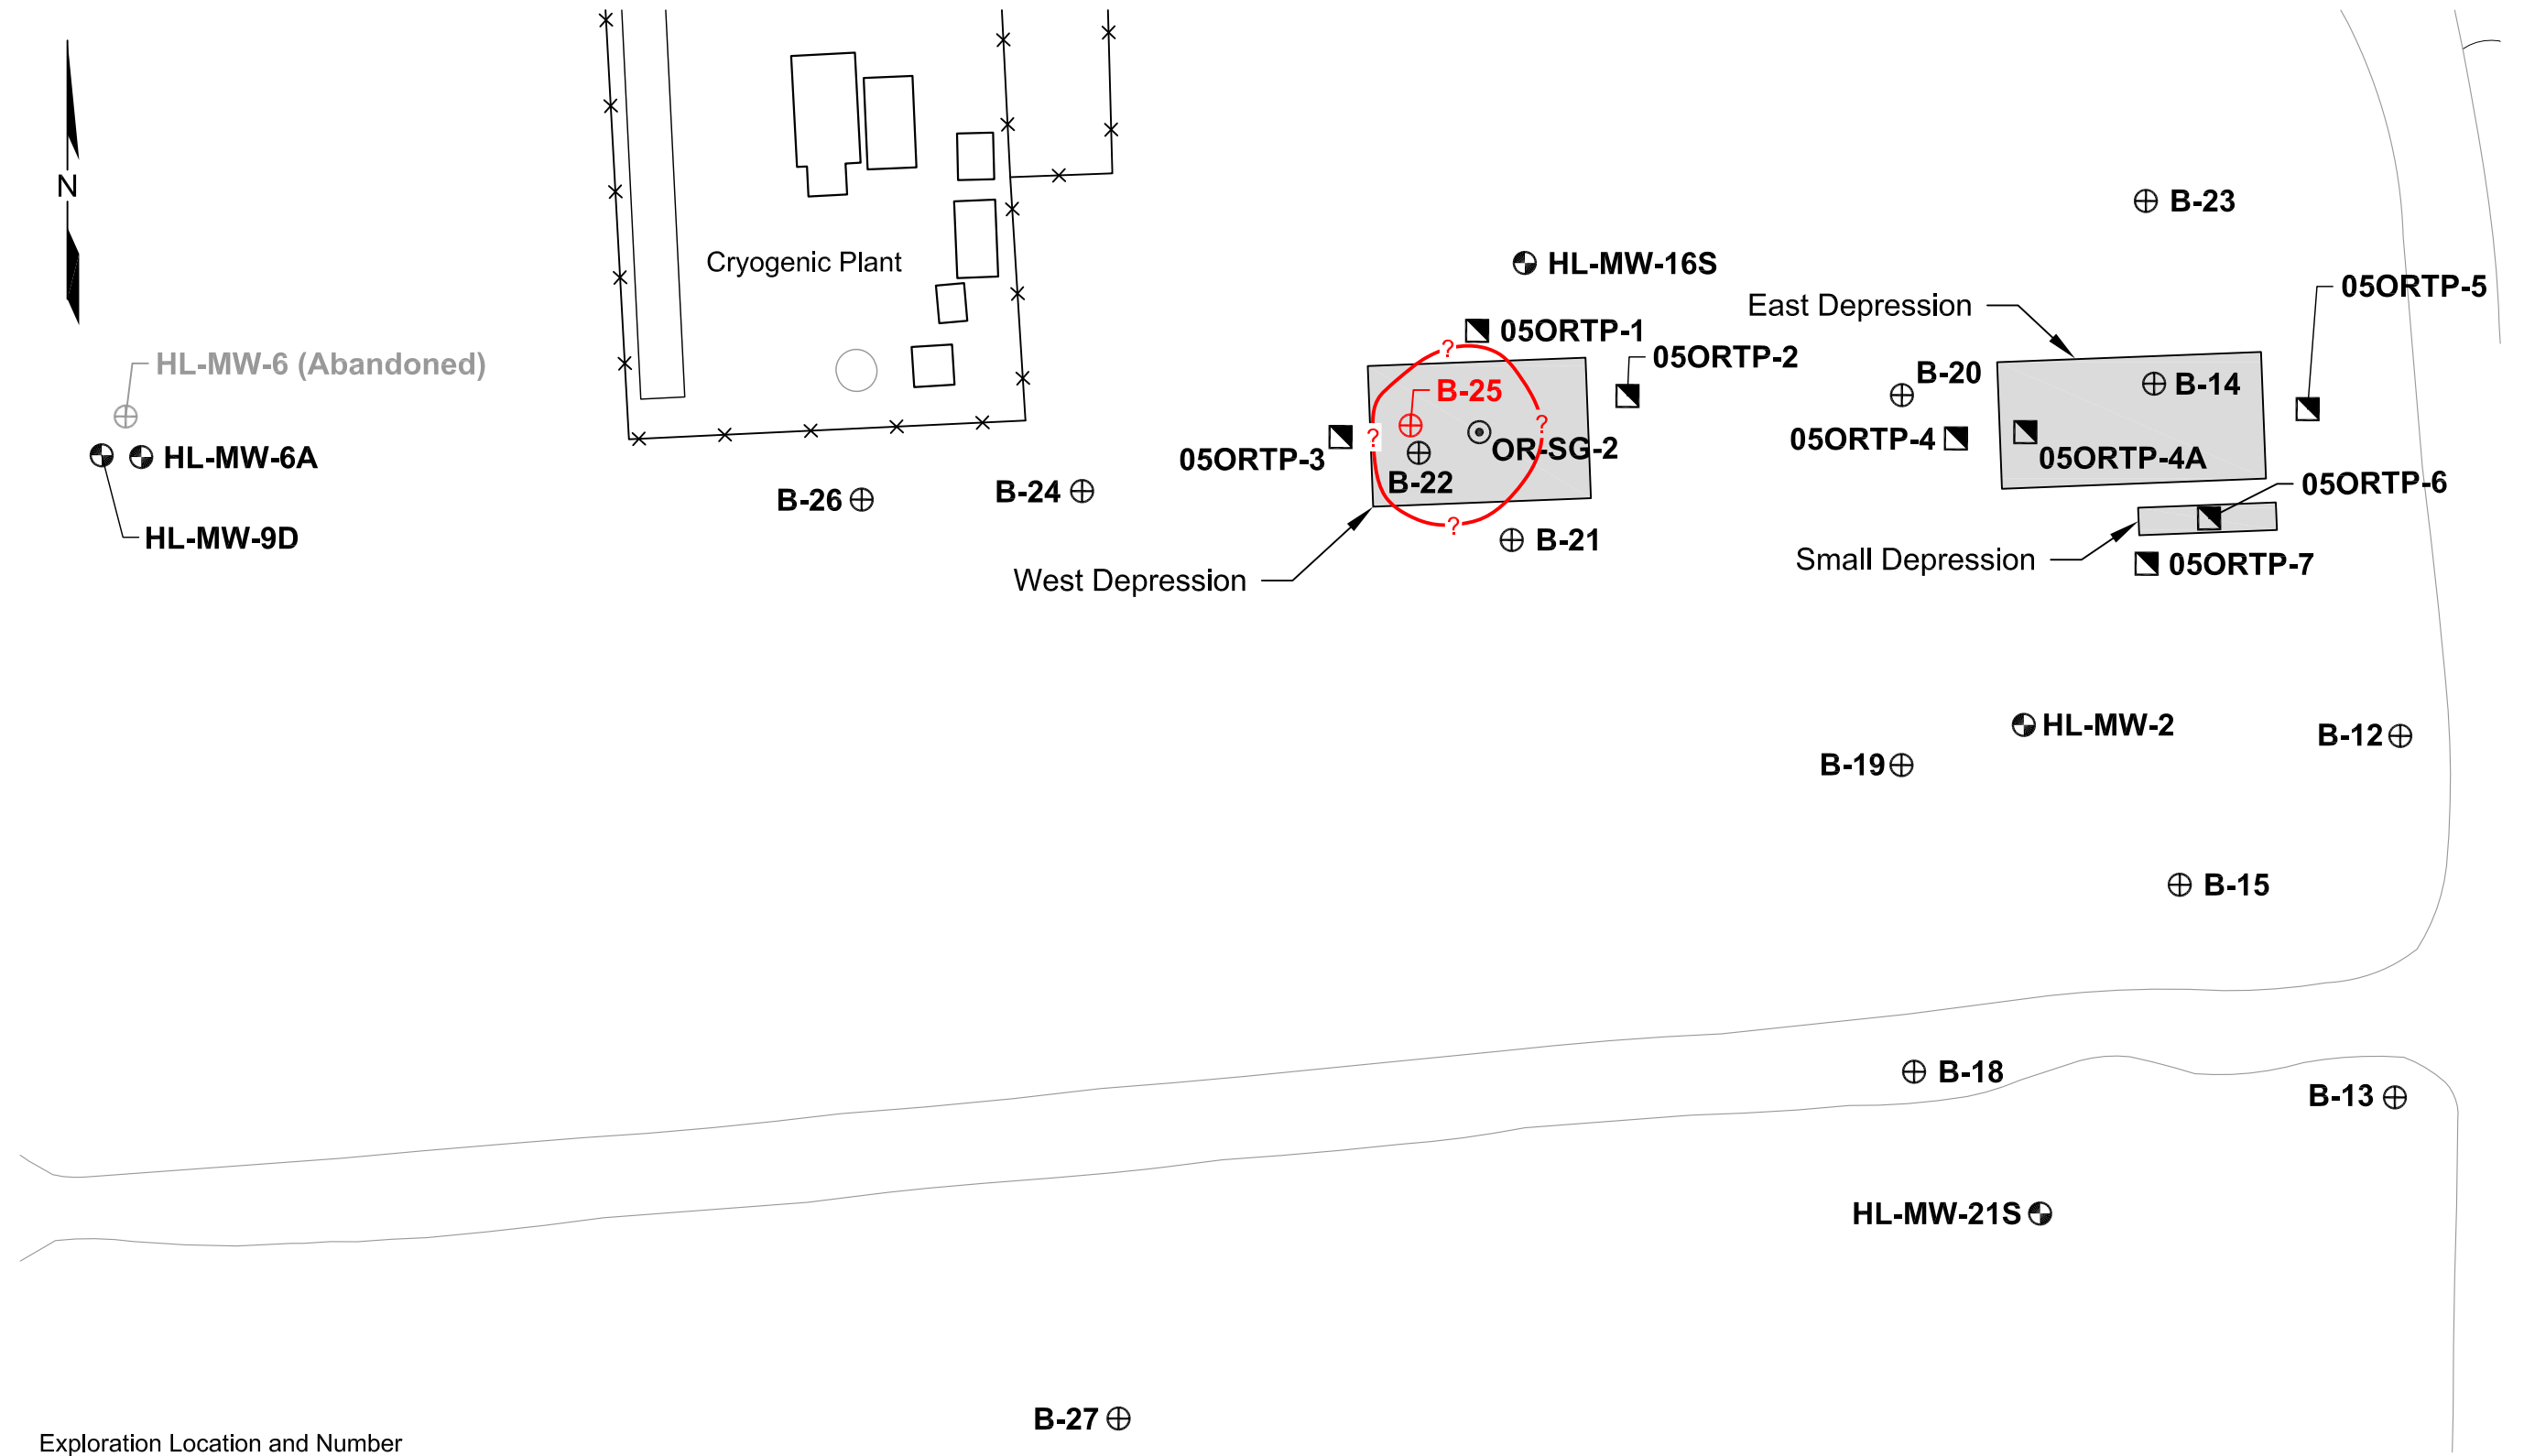 N
Cryogenic Plant
B-23
HL-MW-16S
05ORTP-5
East Depression
05ORTP-1
?
05ORTP-2
HL-MW-6 (Abandoned)
B-20
B-14
B-25
?
?
05ORTP-4
OR-SG-2
05ORTP-3
HL-MW-6A
05ORTP-4A
B-22
05ORTP-6
B-26
B-24
?
HL-MW-9D
B-21
Small Depression
05ORTP-7
West Depression
HL-MW-2
B-12
B-19
B-15
B-18
B-13
HL-MW-21S
B-27
Exploration Location and Number